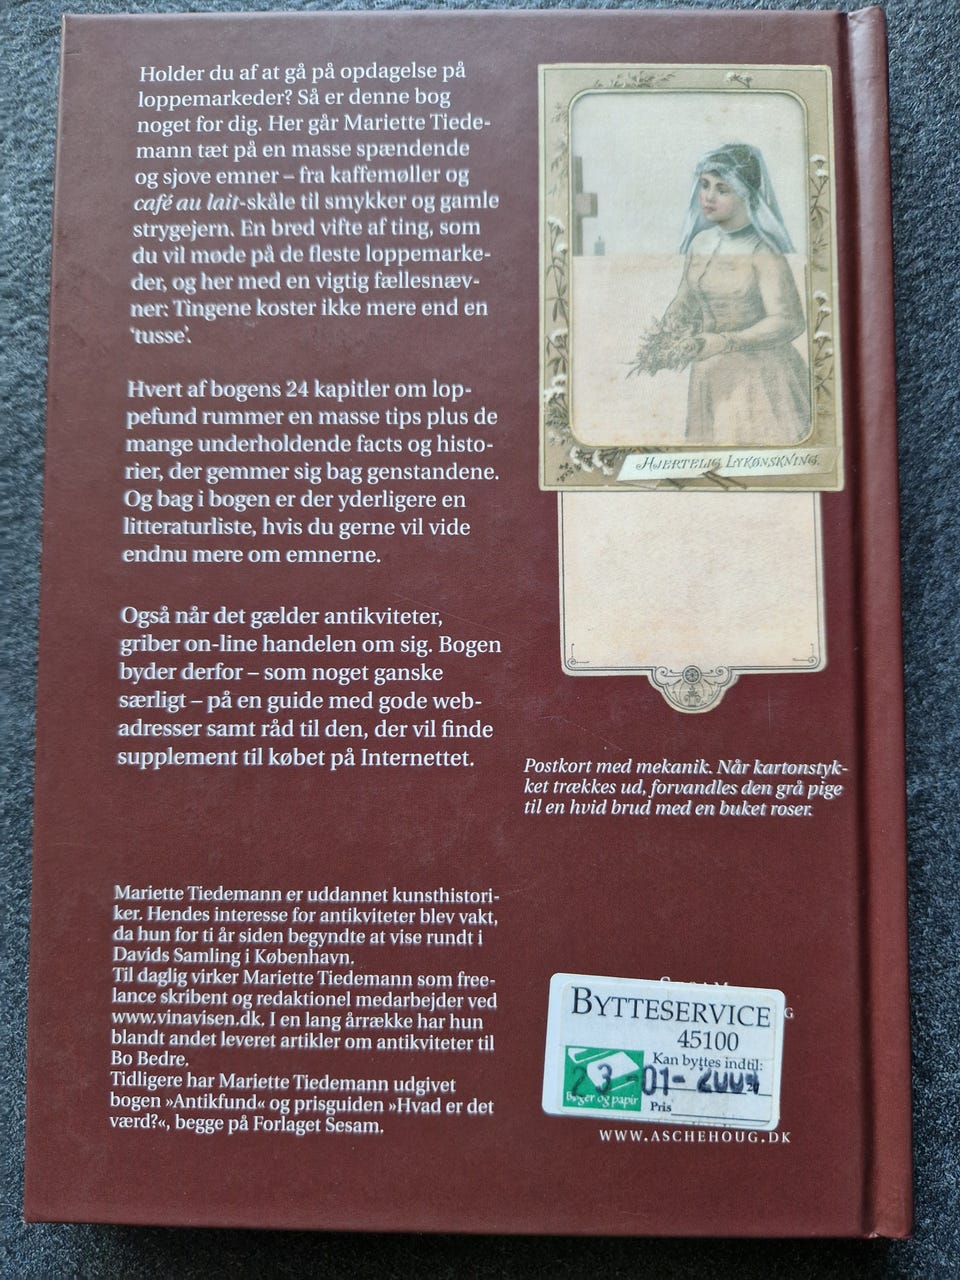 Holder du af at gå på opdagelse på
loppemarkeder? Så er denne bog
noget for dig. Her går Mariette Tiede-
mann tæt på en masse spændende
og sjove emner – fra kaffemøller og
café au lait-skåle til smykker og gamle
strygejern. En bred vifte af ting, som
du vil møde på de fleste loppemarke-
der, og her med en vigtig fællesnæv-
ner: Tingene koster ikke mere end en
'tusse'.
Hvert af bogens 24 kapitler om lop-
pefund rummer en masse tips plus de
mange underholdende facts og histo-
rier, der gemmer sig bag genstandene.
Og bag i bogen er der yderligere en
litteraturliste, hvis du gerne vil vide
endnu mere om emnerne.
Også når det gælder antikviteter,
griber on-line handelen om sig. Bogen
byder derfor – som noget ganske
særligt – på en guide med gode web-
adresser samt råd til den, der vil finde
supplement til købet på Internettet.
Mariette Tiedemann er uddannet kunsthistori-
ker. Hendes interesse for antikviteter blev vakt,
da hun for ti år siden begyndte at vise rundt i
Davids Samling i København.
Til daglig virker Mariette Tiedemann som free-
lance skribent og redaktionel medarbejder ved
www.vinavisen.dk. I en lang årrække har hun
blandt andet leveret artikler om antikviteter til
Bo Bedre.
Tidligere har Mariette Tiedemann udgivet
bogen »Antikfund« og prisguiden »Hvad er det
værd?«, begge på Forlaget Sesam.
Hjertelig Lykønskning.
Postkort med mekanik. Når kartonstyk-
ket trækkes ud, forvandles den grå pige
til en hvid brud med en buket roser.
BYTTESERVICE
45100
Kan byttes indtil:
23-01-
Bøger og papir
Pris
WWW.ASCHEHOUG.DK